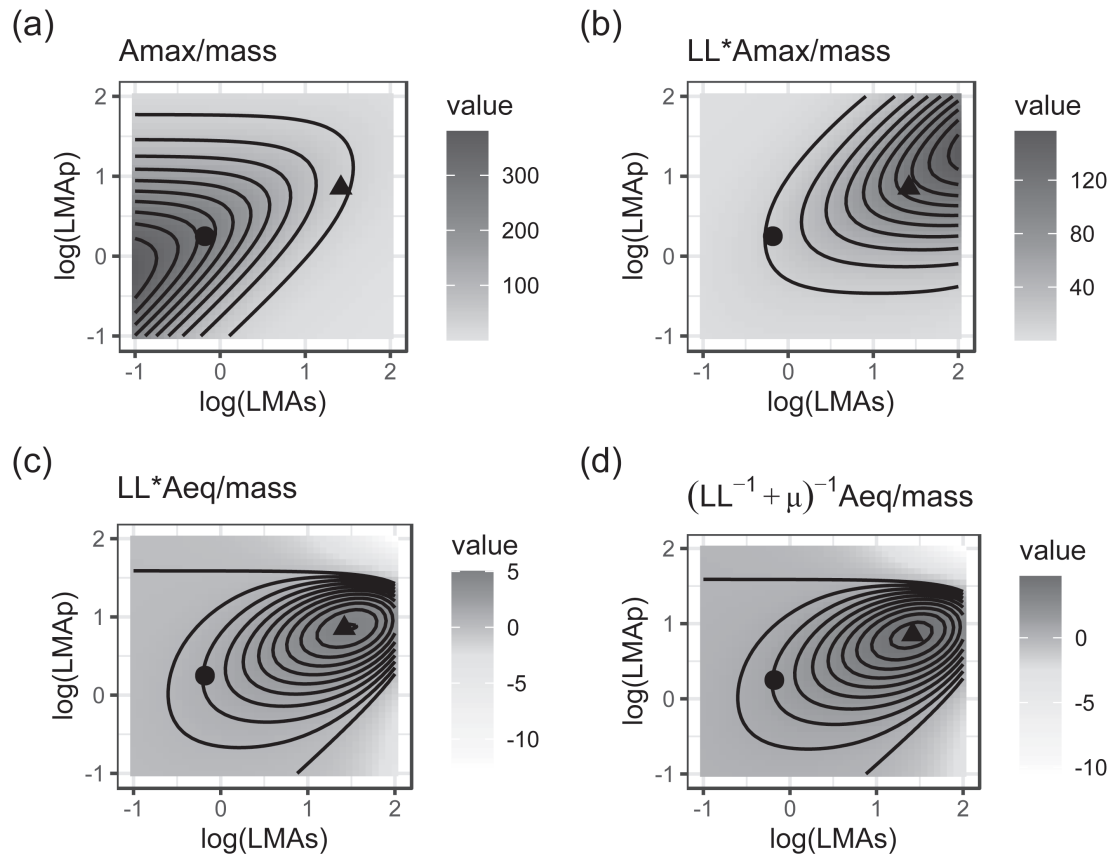 (a)
Amax/mass
value
300
200
100
2
1
0
-1
log(LMAp)
-1 0 1 2
log(LMAs)
(b)
LL*Amax/mass
value
120
80
40
2
1
0
-1
log(LMAp)
-1 0 1 2
log(LMAs)
(c)
LL*Aeq/mass
value
5
0
-5
-10
2
1
0
-1
log(LMAp)
-1 0 1 2
log(LMAs)
(d)
(LL⁻¹ + μ)⁻¹Aeq/mass
value
0
-5
-10
2
1
0
-1
log(LMAp)
-1 0 1 2
log(LMAs)